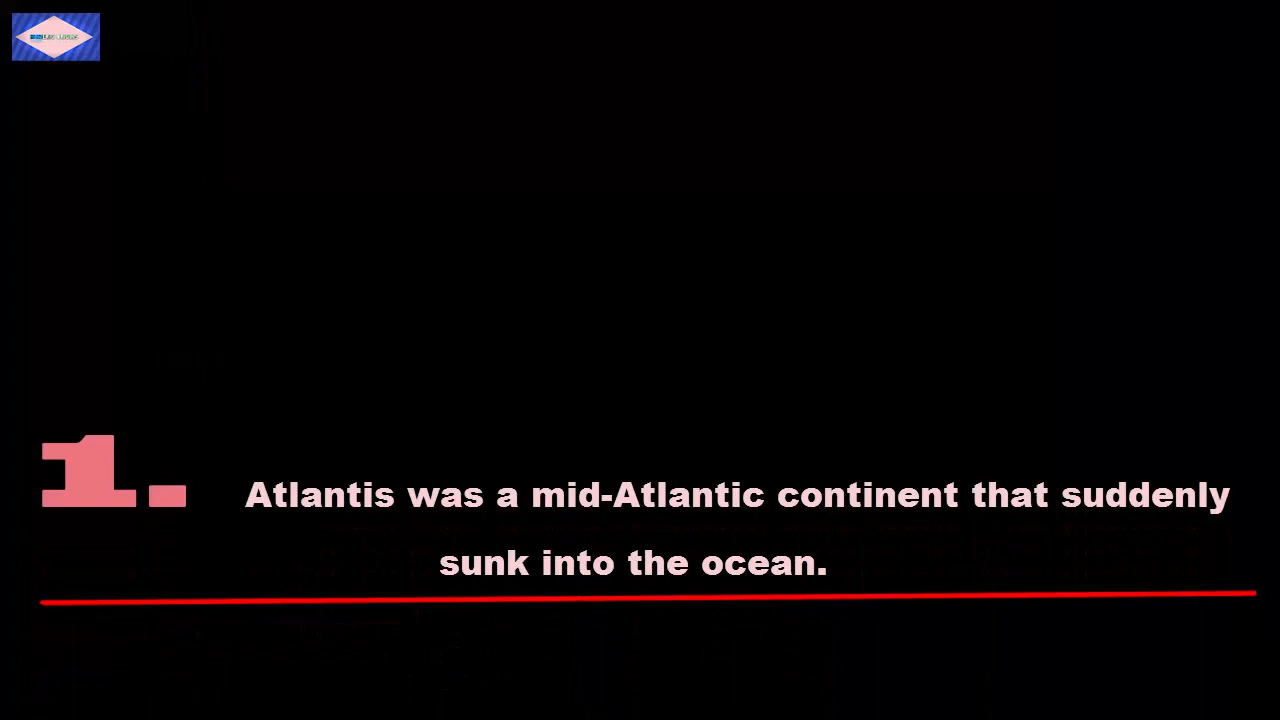 1. Atlantis was a mid-Atlantic continent that suddenly
sunk into the ocean.